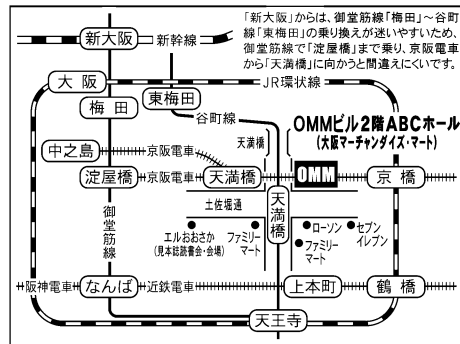 「新大阪」からは、御堂筋線「梅田」～谷町
線「東梅田」の乗り換えが迷いやすいため、
御堂筋線で「淀屋橋」まで乗り、京阪電車
から「天満橋」に向かうと間違えにくいです。
新大阪
新幹線
大阪
JR環状線
梅田
東梅田
谷町線
OMMビル2階ABCホール
(大阪マーチャンダイズ・マート)
天満橋
中之島
京阪電車
淀屋橋
京阪電車
天満橋
OMM
京橋
土佐堀通
天満橋
御堂筋線
エルおおさか
(見本誌読書会・会場)
ファミリー
マート
ローソン
ファミリー
マート
セブン
イレブン
阪神電車
なんば
近鉄電車
上本町
鶴橋
天王寺